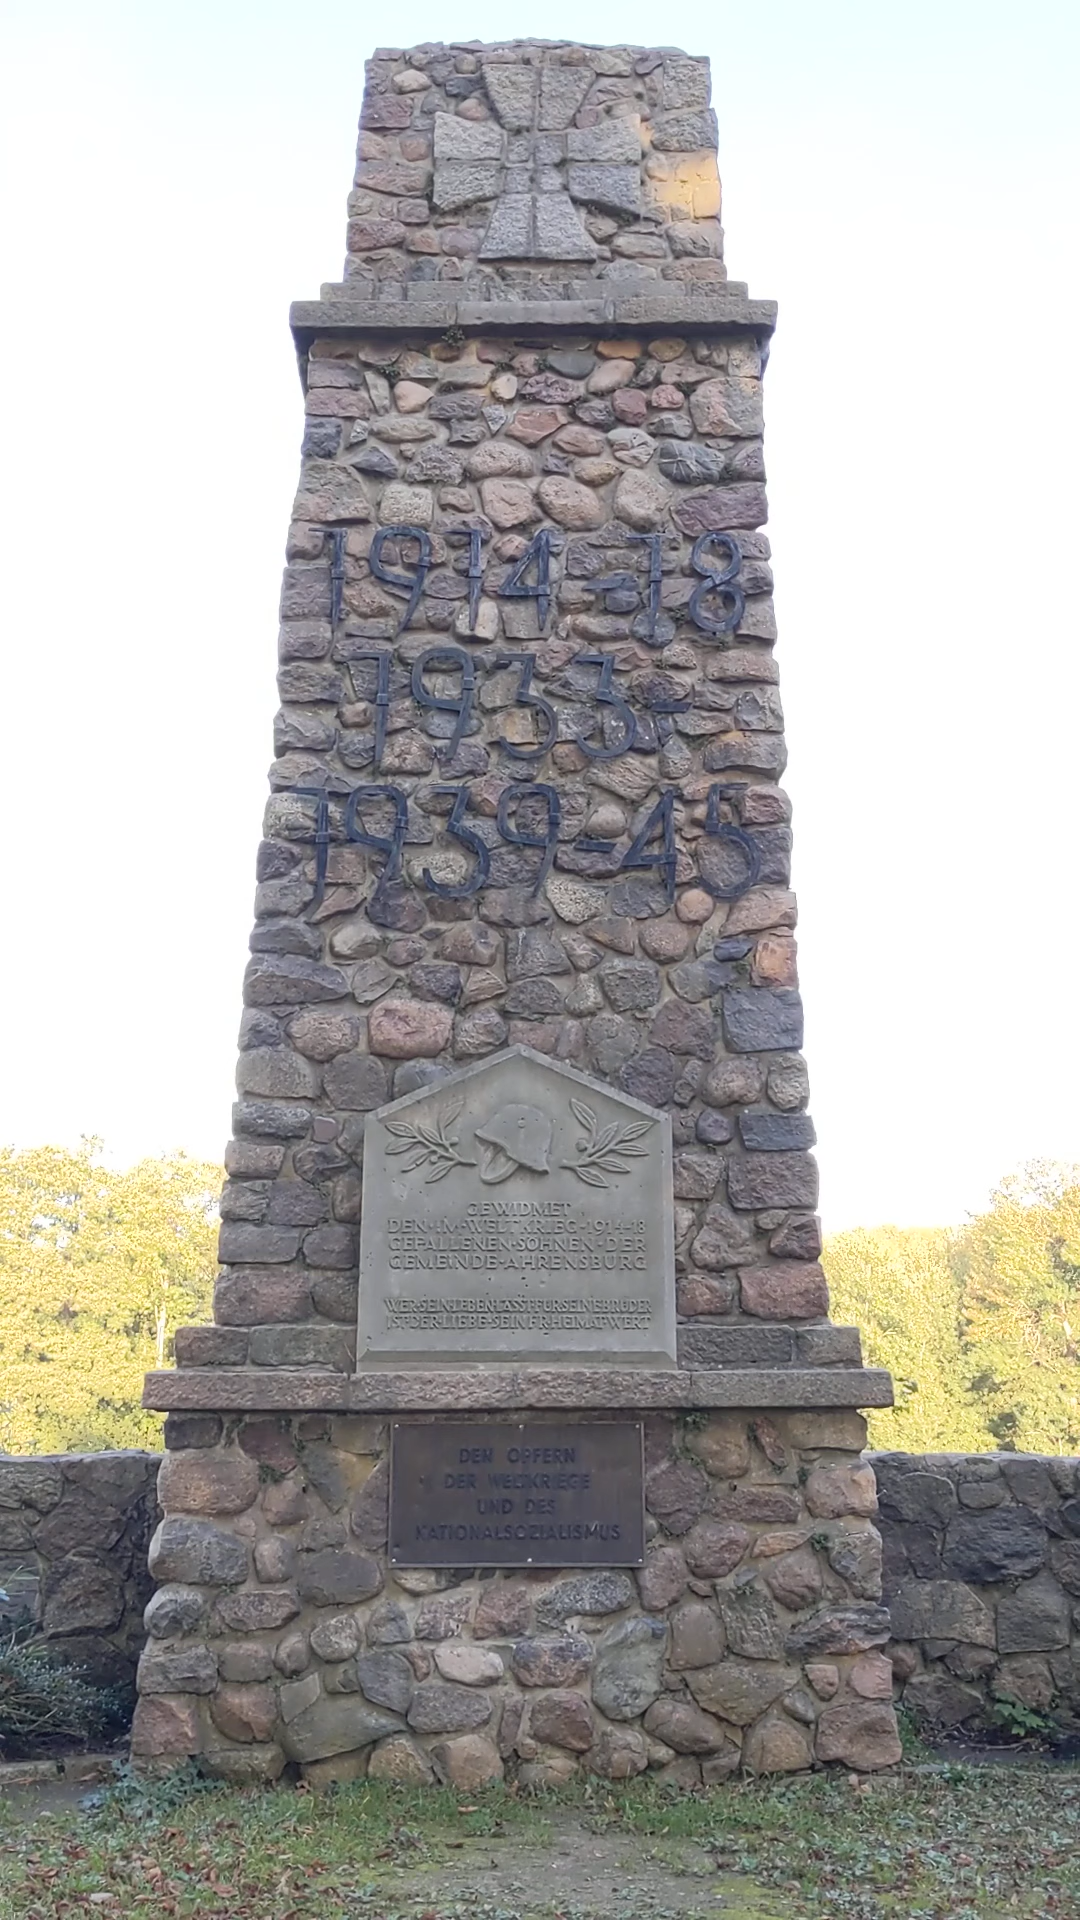 1914-18
1933-
1939-45
GEWIDMET
DEN·IM·WELTKRIEG·1914-18
GEFALLENEN·SÖHNEN·DER
GEMEINDE·AHRENSBURG
WER·SEIN·LEBEN·LÄSST·FÜR·SEINE·BRÜDER
IST·DER·LIEBE·SEINER·HEIMAT·WERT
DEN OPFERN
DER WELTKRIEGE
UND DES
NATIONALSOZIALISMUS